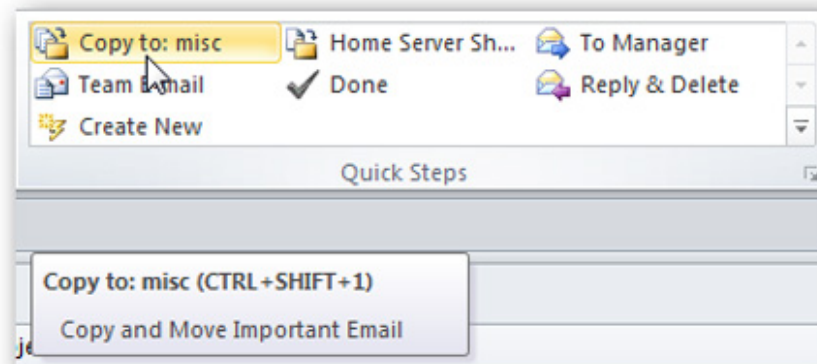 Copy to: misc Home Server Sh... To Manager
Team Email Done Reply & Delete
Create New
Quick Steps
Copy to: misc (CTRL+SHIFT+1)
Copy and Move Important Email